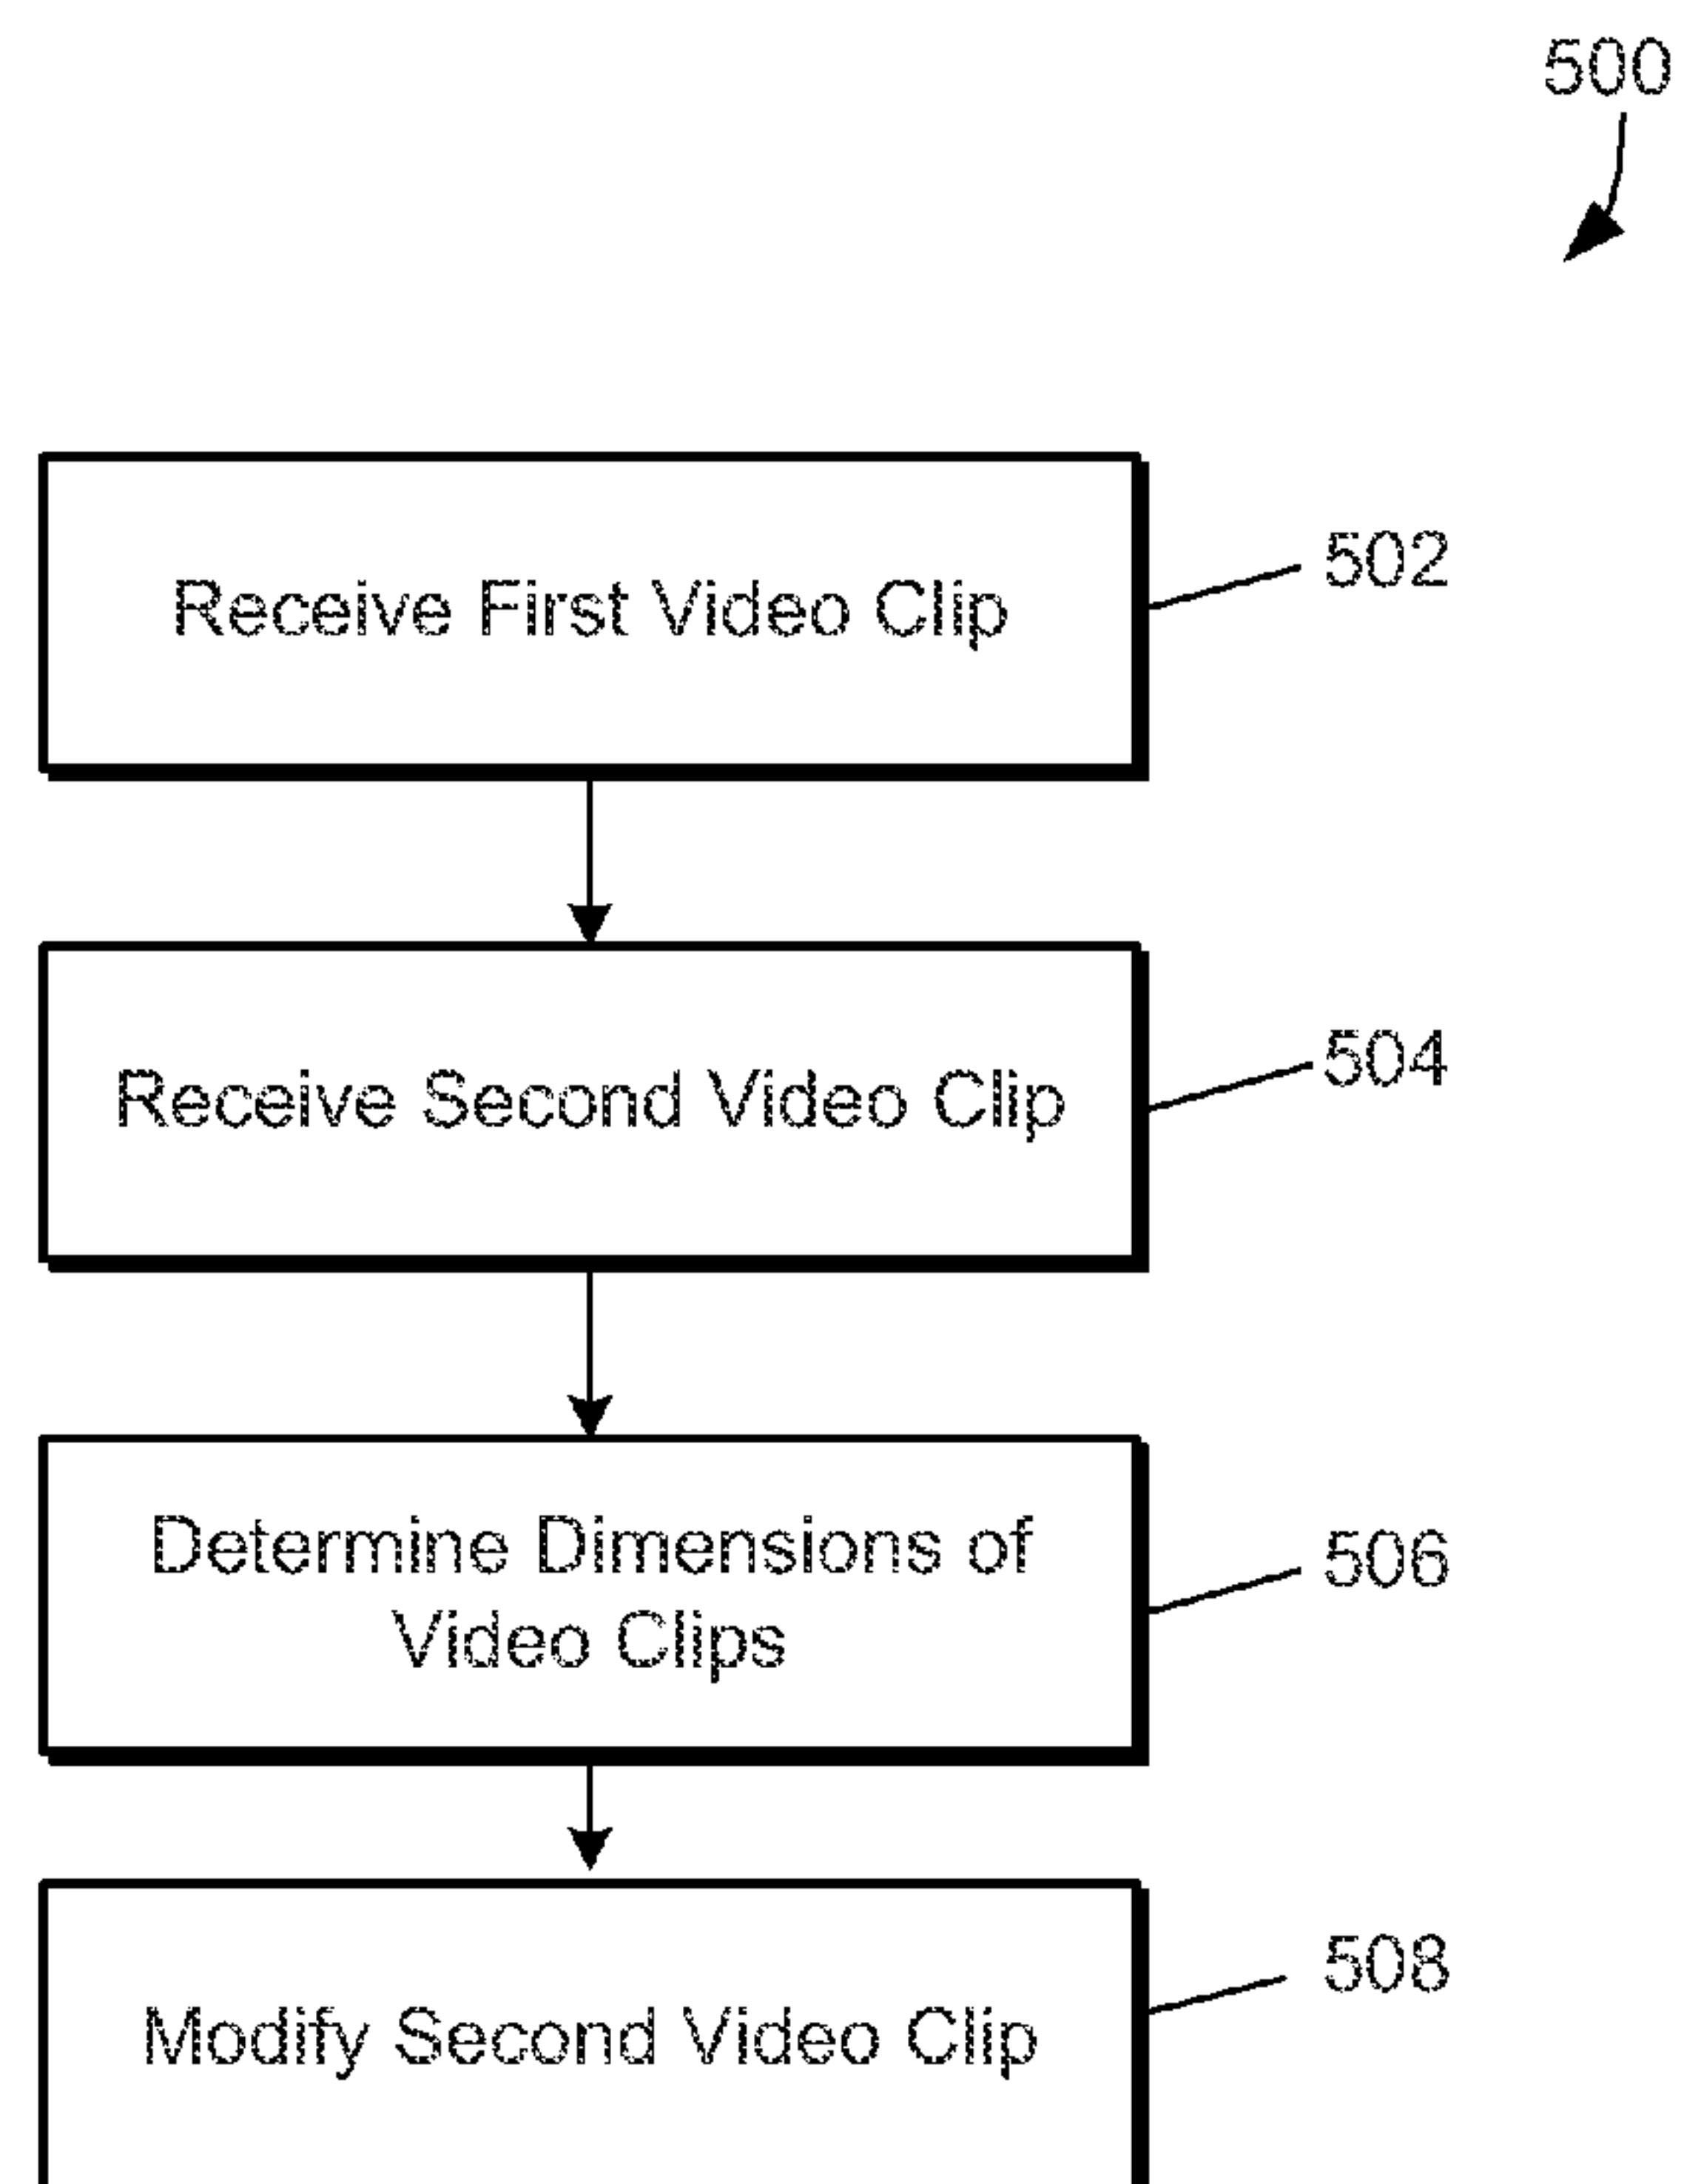 500
Receive First Video Clip
502
Receive Second Video Clip
504
Determine Dimensions of
Video Clips
506
Modify Second Video Clip
508